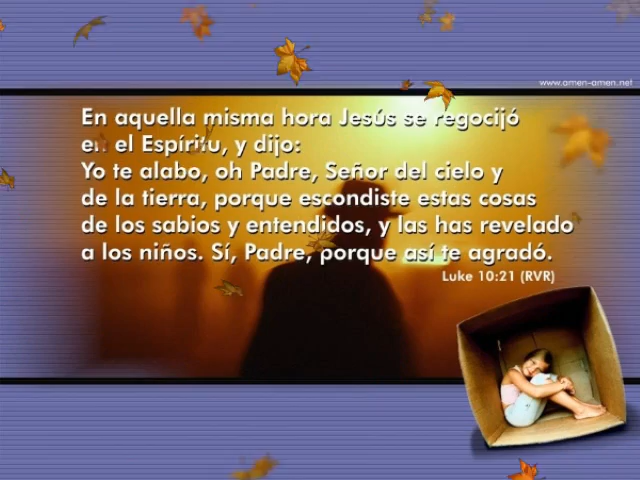 www.amen-amen.net
En aquella misma hora Jesús se regocijó
en el Espíritu, y dijo:
Yo te alabo, oh Padre, Señor del cielo y
de la tierra, porque escondiste estas cosas
de los sabios y entendidos, y las has revelado
a los niños. Sí, Padre, porque así te agradó.
Luke 10:21 (RVR)